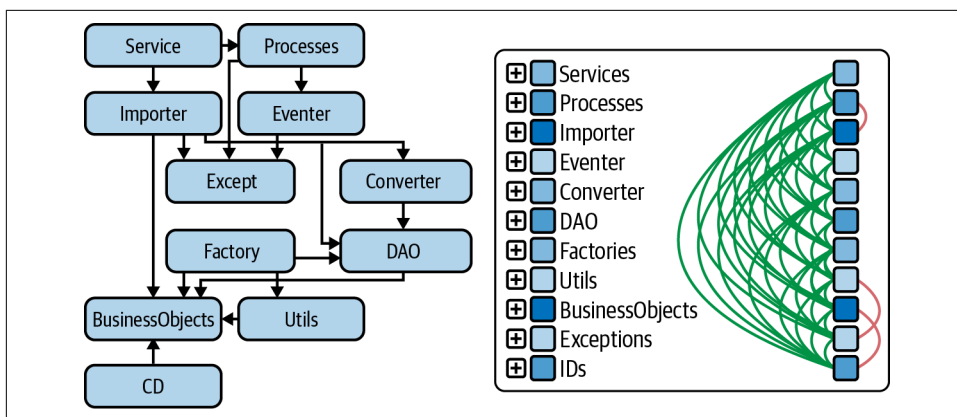 Service
Processes
Importer
Eventer
Except
Converter
Factory
DAO
BusinessObjects
Utils
CD
Services
Processes
Importer
Eventer
Converter
DAO
Factories
Utils
BusinessObjects
Exceptions
IDs